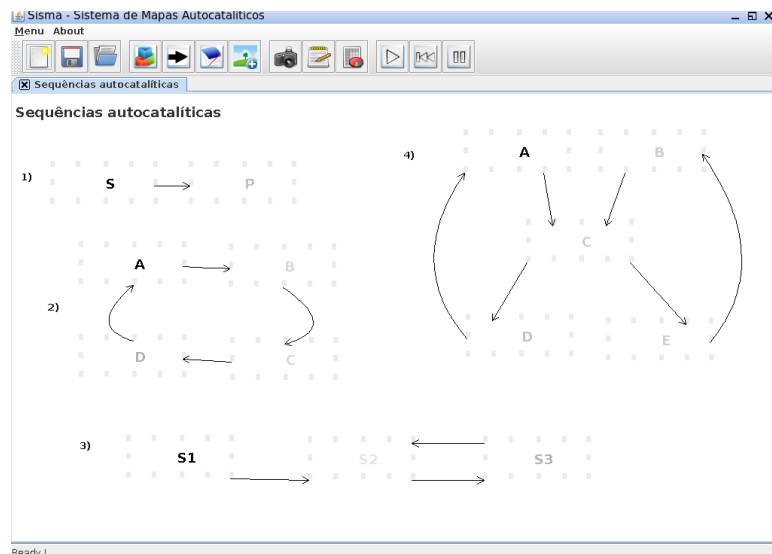 Sisma - Sistema de Mapas Autocatalíticos
Menu About
Sequências autocatalíticas
Sequências autocatalíticas
1)
S
P
2)
A
B
D
C
3)
S1
S2
S3
4)
A
B
C
D
E
Ready !